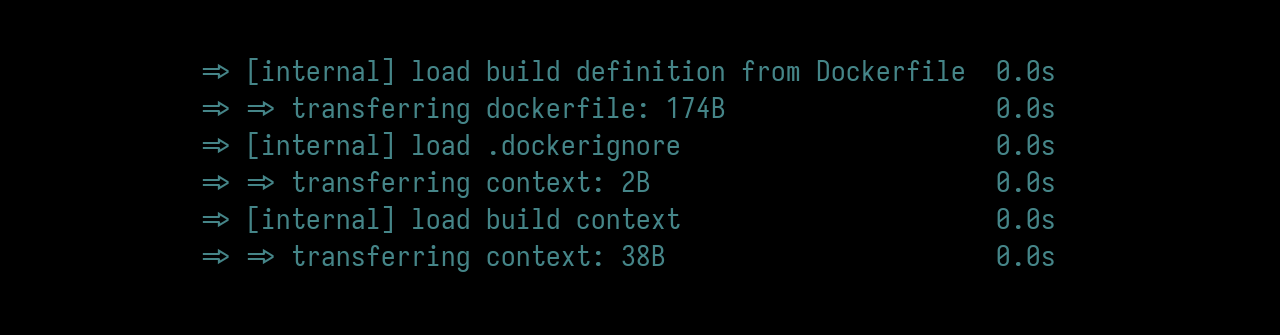 => [internal] load build definition from Dockerfile  0.0s
=> => transferring dockerfile: 174B                  0.0s
=> [internal] load .dockerignore                     0.0s
=> => transferring context: 2B                       0.0s
=> [internal] load build context                     0.0s
=> => transferring context: 38B                      0.0s